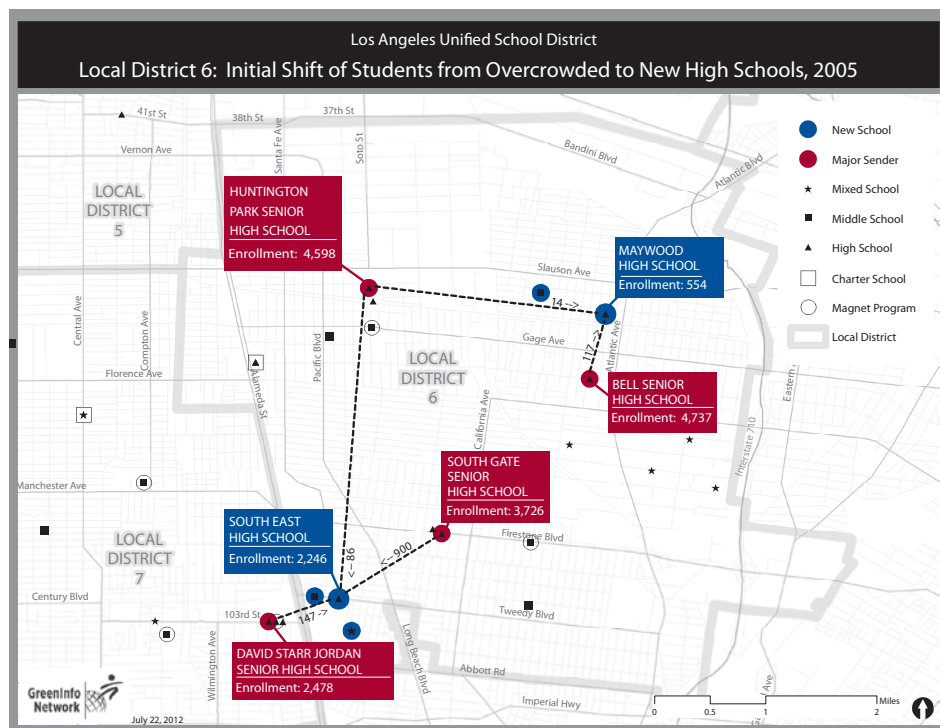 Los Angeles Unified School District
Local District 6: Initial Shift of Students from Overcrowded to New High Schools, 2005
41st St
38th St
37th St
Vernon Ave
Santa Fe Ave
Soto St
Bandini Blvd
Atlantic Blvd
LOCAL
DISTRICT
5
HUNTINGTON
PARK SENIOR
HIGH SCHOOL
Enrollment: 4,598
MAYWOOD
HIGH SCHOOL
Enrollment: 554
Slauson Ave
14 -->
Gage Ave
117 -->
Atlantic Ave
Central Ave
Compton Ave
Pacific Blvd
LOCAL
DISTRICT
6
Florence Ave
Alameda St
BELL SENIOR
HIGH SCHOOL
Enrollment: 4,737
Eastern
California Ave
Interstate 710
SOUTH GATE
SENIOR
HIGH SCHOOL
Enrollment: 3,726
Manchester Ave
SOUTH EAST
HIGH SCHOOL
Enrollment: 2,246
Firestone Blvd
<--900
<--86
LOCAL
DISTRICT
7
Century Blvd
103rd St
147 ->
Tweedy Blvd
Wilmington Ave
Long Beach Blvd
DAVID STARR JORDAN
SENIOR HIGH SCHOOL
Enrollment: 2,478
Abbott Rd
Imperial Hwy
Ave
New School
Major Sender
Mixed School
Middle School
High School
Charter School
Magnet Program
Local District
GreenInfo
Network
July 22, 2012
Miles
0 0.5 1 2